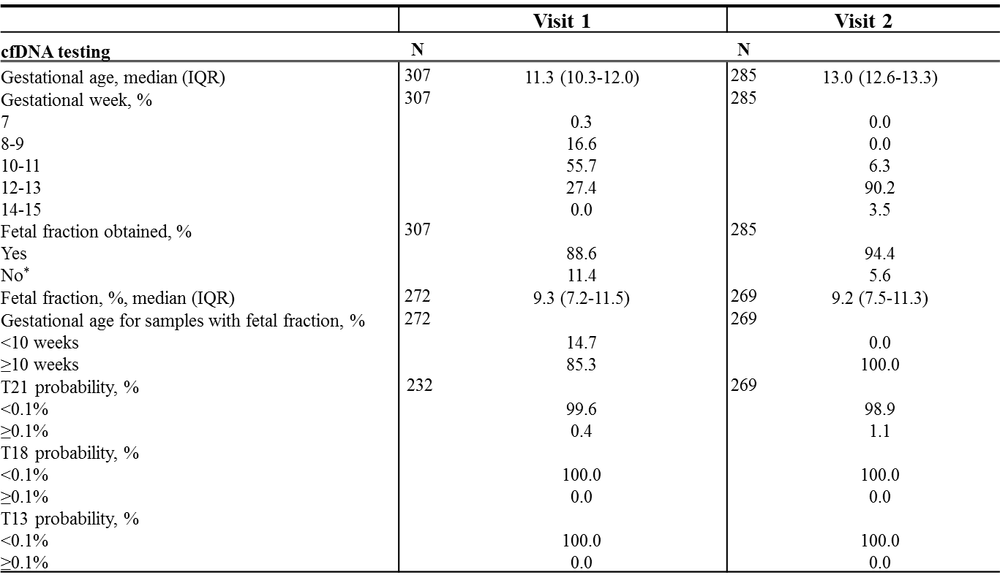 Visit 1 Visit 2
cfDNA testing N N
Gestational age, median (IQR) 307 11.3 (10.3-12.0) 285 13.0 (12.6-13.3)
Gestational week, % 307 285
7 0.3 0.0
8-9 16.6 0.0
10-11 55.7 6.3
12-13 27.4 90.2
14-15 0.0 3.5
Fetal fraction obtained, % 307 285
Yes 88.6 94.4
No* 11.4 5.6
Fetal fraction, %, median (IQR) 272 9.3 (7.2-11.5) 269 9.2 (7.5-11.3)
Gestational age for samples with fetal fraction, % 272 269
<10 weeks 14.7 0.0
≥10 weeks 85.3 100.0
T21 probability, % 232 269
<0.1% 99.6 98.9
≥0.1% 0.4 1.1
T18 probability, %
<0.1% 100.0 100.0
≥0.1% 0.0 0.0
T13 probability, %
<0.1% 100.0 100.0
≥0.1% 0.0 0.0